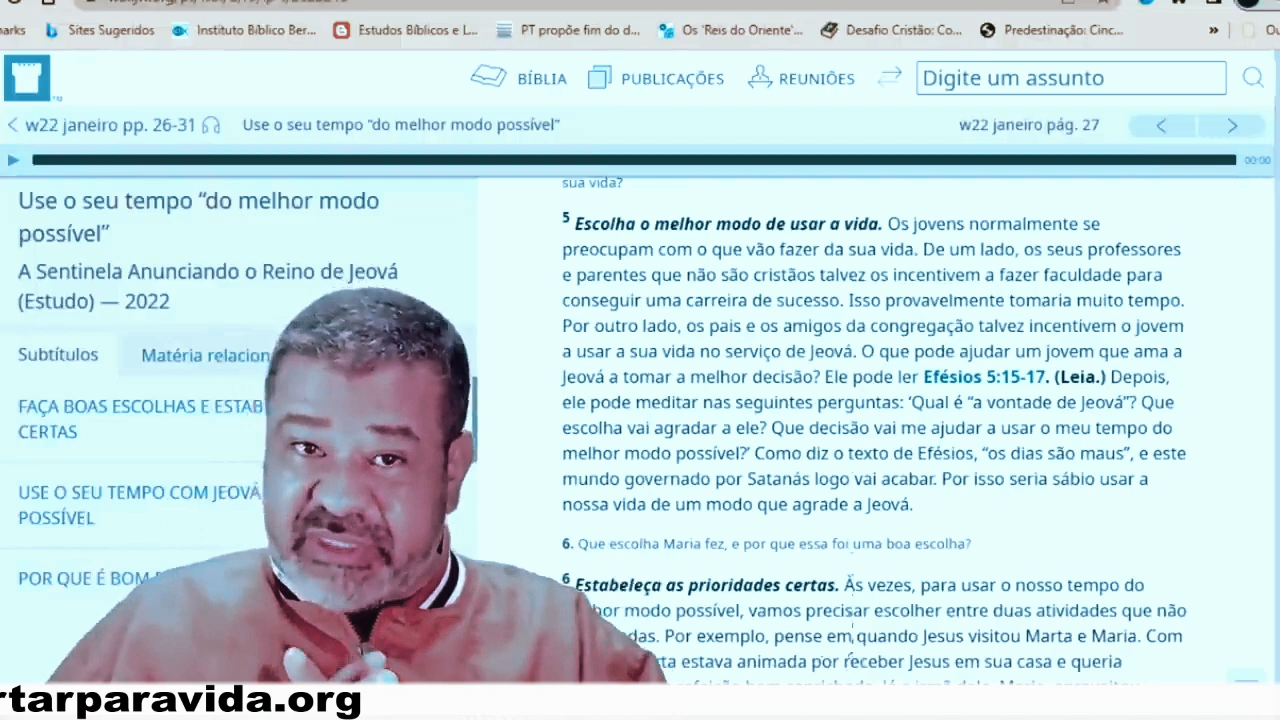 Sites Sugeridos
Instituto Bíblico Ber...
Estudos Bíblicos e L...
PT propõe fim do d...
Os 'Reis do Oriente'...
Desafio Cristão: Co...
Predestinação: Cinc...
»
BÍBLIA
PUBLICAÇÕES
REUNIÕES
Digite um assunto
w22 janeiro pp. 26-31
Use o seu tempo “do melhor modo possível”
w22 janeiro pág. 27
00:00
Use o seu tempo “do melhor modo
possível”
A Sentinela Anunciando o Reino de Jeová
(Estudo) — 2022
Subtítulos
Matéria relacion
FAÇA BOAS ESCOLHAS E ESTAB
CERTAS
USE O SEU TEMPO COM JEOVÁ
POSSÍVEL
POR QUE É BOM
sua vida?
5 Escolha o melhor modo de usar a vida. Os jovens normalmente se
preocupam com o que vão fazer da sua vida. De um lado, os seus professores
e parentes que não são cristãos talvez os incentivem a fazer faculdade para
conseguir uma carreira de sucesso. Isso provavelmente tomaria muito tempo.
Por outro lado, os pais e os amigos da congregação talvez incentivem o jovem
a usar a sua vida no serviço de Jeová. O que pode ajudar um jovem que ama a
Jeová a tomar a melhor decisão? Ele pode ler Efésios 5:15-17. (Leia.) Depois,
ele pode meditar nas seguintes perguntas: ‘Qual é “a vontade de Jeová”? Que
escolha vai agradar a ele? Que decisão vai me ajudar a usar o meu tempo do
melhor modo possível?’ Como diz o texto de Efésios, “os dias são maus”, e este
mundo governado por Satanás logo vai acabar. Por isso seria sábio usar a
nossa vida de um modo que agrade a Jeová.
6. Que escolha Maria fez, e por que essa foi uma boa escolha?
6 Estabeleça as prioridades certas. Às vezes, para usar o nosso tempo do
hor modo possível, vamos precisar escolher entre duas atividades que não
das. Por exemplo, pense em quando Jesus visitou Marta e Maria. Com
rta estava animada por receber Jesus em sua casa e queria
rtarparavida.org